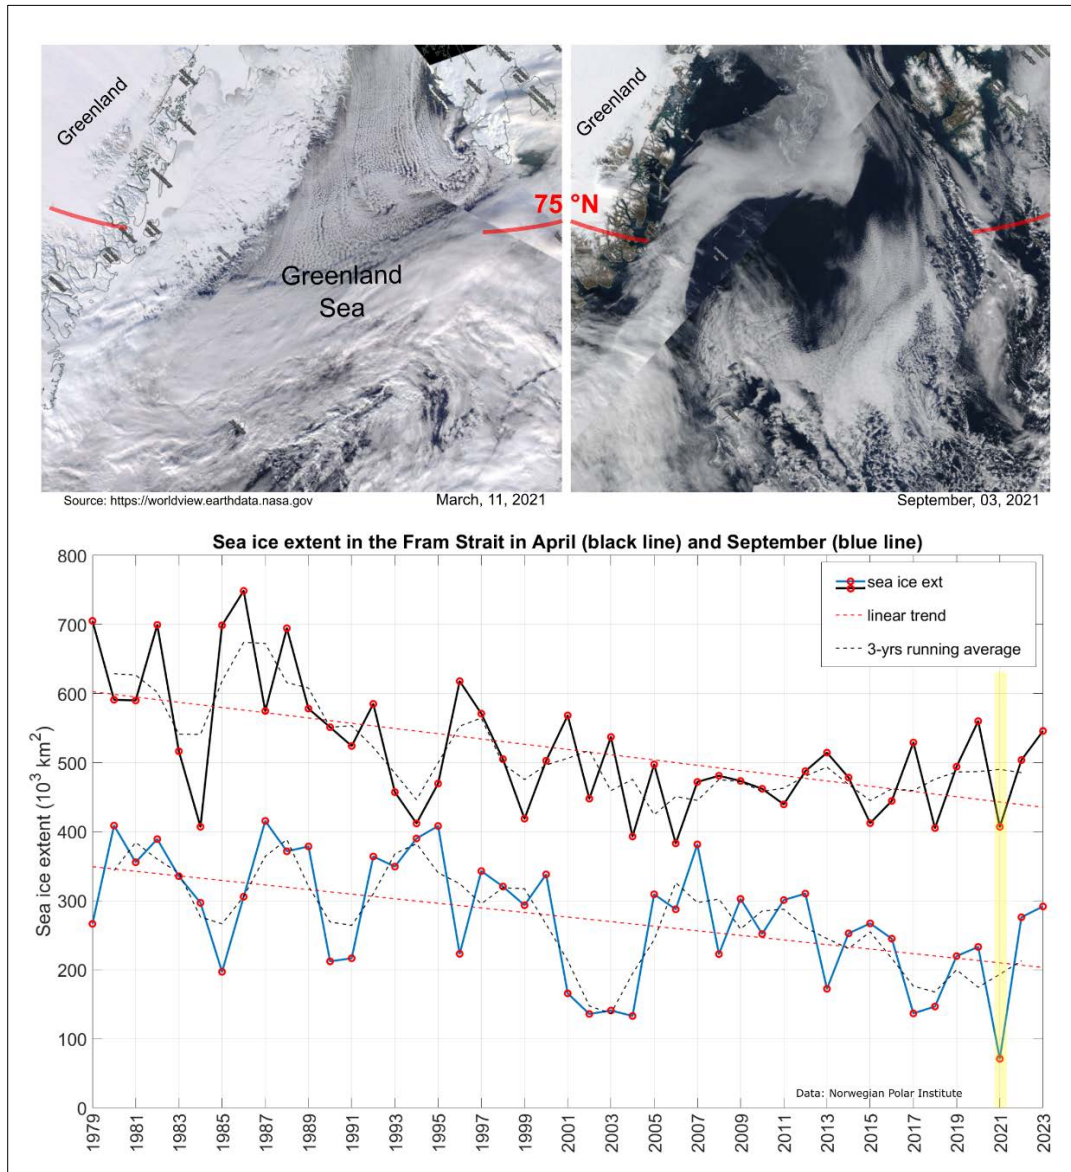 Greenland
Greenland
75 °N
Greenland
Sea
Source: https://worldview.earthdata.nasa.gov
March, 11, 2021
September, 03, 2021
Sea ice extent in the Fram Strait in April (black line) and September (blue line)
Sea ice extent (10³ km²)
800
700
600
500
400
300
200
100
0
sea ice ext
linear trend
3-yrs running average
Data: Norwegian Polar Institute
1979
1981
1983
1985
1987
1989
1991
1993
1995
1997
1999
2001
2003
2005
2007
2009
2011
2013
2015
2017
2019
2021
2023